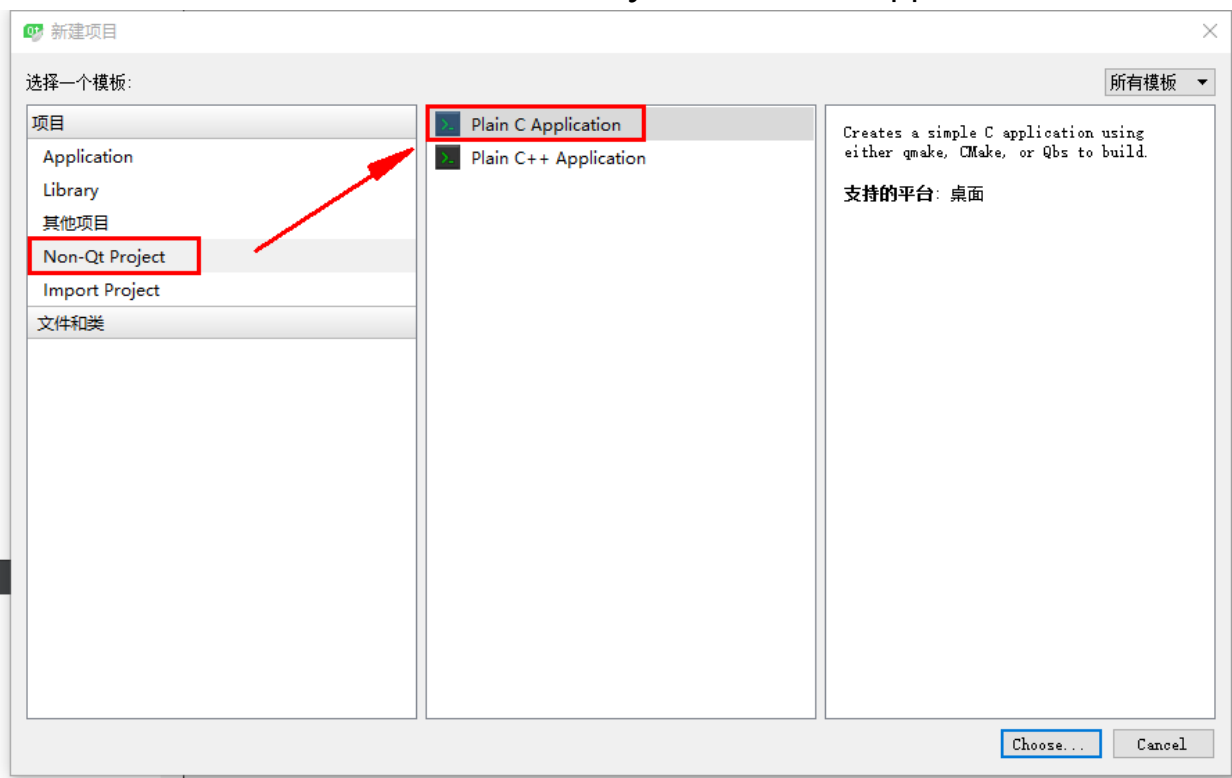 新建项目
选择一个模板:
所有模板
项目
Application
Library
其他项目
Non-Qt Project
Import Project
文件和类
Plain C Application
Plain C++ Application
Creates a simple C application using
either qmake, CMake, or Qbs to build.
支持的平台: 桌面
Choose...
Cancel